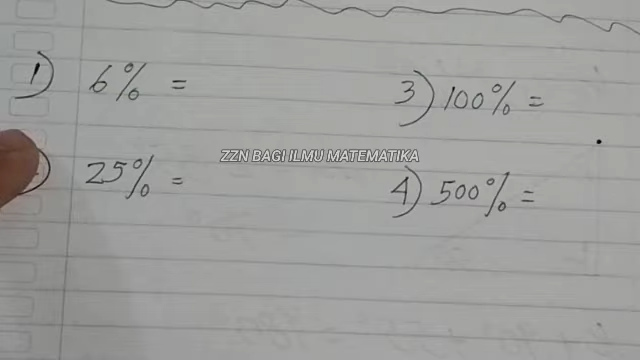 1) 6% =
25% =
3) 100% =
4) 500% =
ZZN BAGI ILMU MATEMATIKA